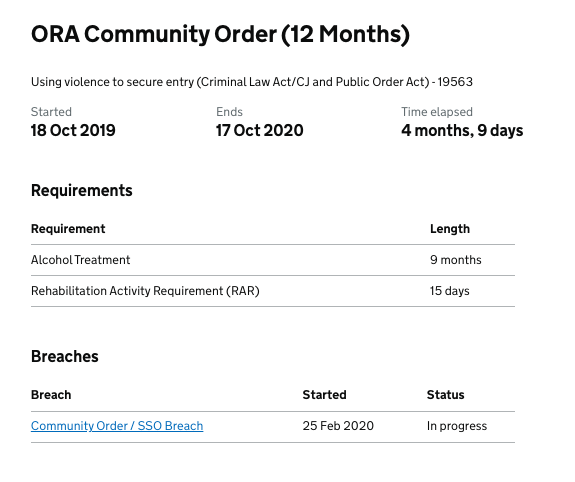 ORA Community Order (12 Months)
Using violence to secure entry (Criminal Law Act/CJ and Public Order Act) - 19563
Started Ends Time elapsed
18 Oct 2019 17 Oct 2020 4 months, 9 days
Requirements
Requirement Length
Alcohol Treatment 9 months
Rehabilitation Activity Requirement (RAR) 15 days
Breaches
Breach Started Status
Community Order / SSO Breach 25 Feb 2020 In progress